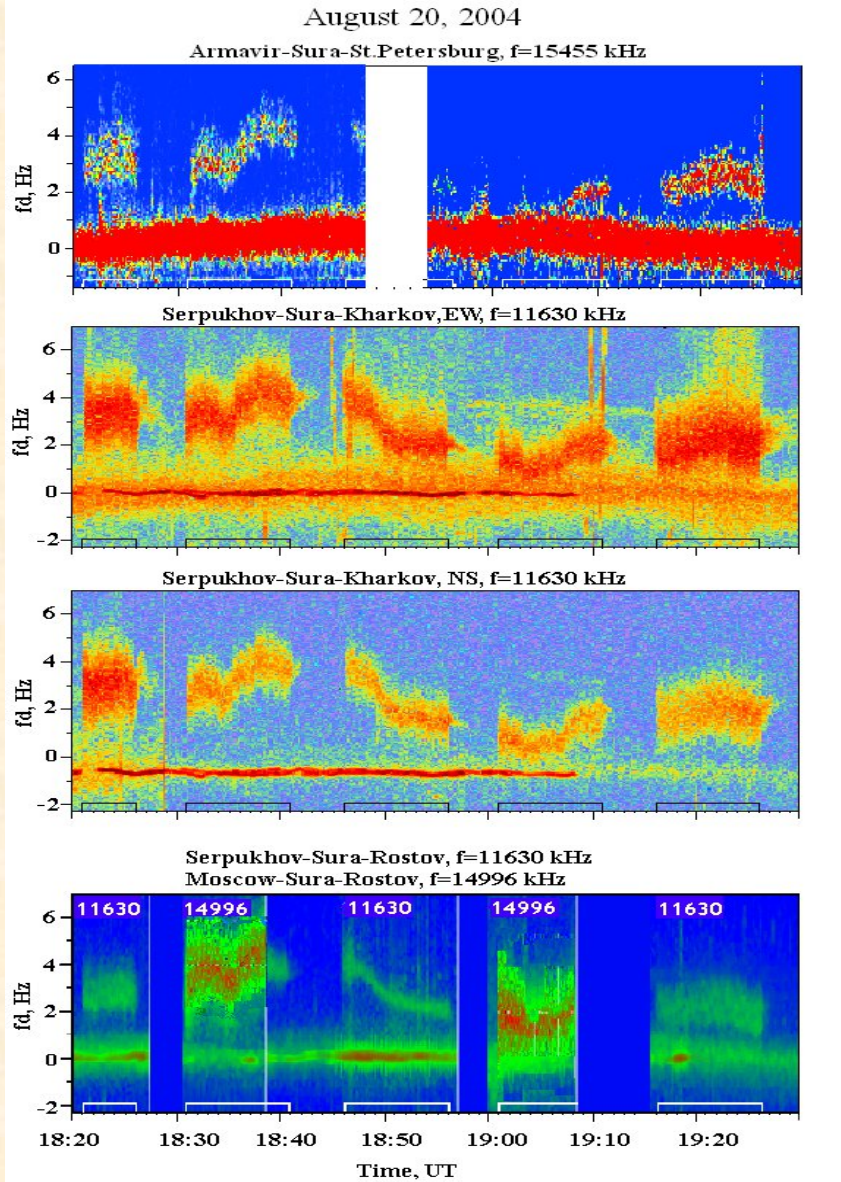 August 20, 2004
Armavir-Sura-St.Petersburg, f=15455 kHz
6
4
2
0
fd, Hz
Serpukhov-Sura-Kharkov,EW, f=11630 kHz
6
4
2
0
-2
fd, Hz
Serpukhov-Sura-Kharkov, NS, f=11630 kHz
6
4
2
0
-2
fd, Hz
Serpukhov-Sura-Rostov, f=11630 kHz
Moscow-Sura-Rostov, f=14996 kHz
11630 14996 11630 14996 11630
6
4
2
0
-2
fd, Hz
18:20 18:30 18:40 18:50 19:00 19:10 19:20
Time, UT